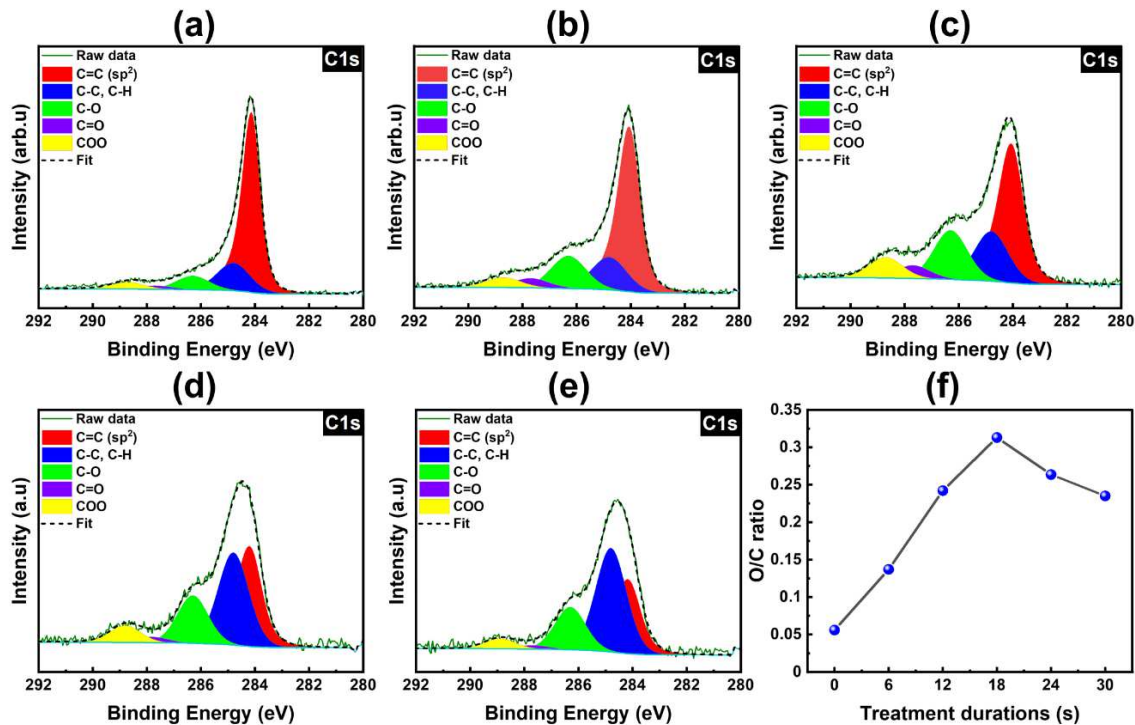 (a)
C1s
Raw data
C=C (sp²)
C-C, C-H
C-O
C=O
COO
Fit
Intensity (arb.u)
292 290 288 286 284 282 280
Binding Energy (eV)
(b)
C1s
Raw data
C=C (sp²)
C-C, C-H
C-O
C=O
COO
Fit
Intensity (arb.u)
292 290 288 286 284 282 280
Binding Energy (eV)
(c)
C1s
Raw data
C=C (sp²)
C-C, C-H
C-O
C=O
COO
Fit
Intensity (arb.u)
292 290 288 286 284 282 280
Binding Energy (eV)
(d)
C1s
Raw data
C=C (sp²)
C-C, C-H
C-O
C=O
COO
Fit
Intensity (a.u)
292 290 288 286 284 282 280
Binding Energy (eV)
(e)
C1s
Raw data
C=C (sp²)
C-C, C-H
C-O
C=O
COO
Fit
Intensity (a.u)
292 290 288 286 284 282 280
Binding Energy (eV)
(f)
0.35
0.3
0.25
0.2
0.15
0.1
0.05
0
O/C ratio
0 6 12 18 24 30
Treatment durations (s)